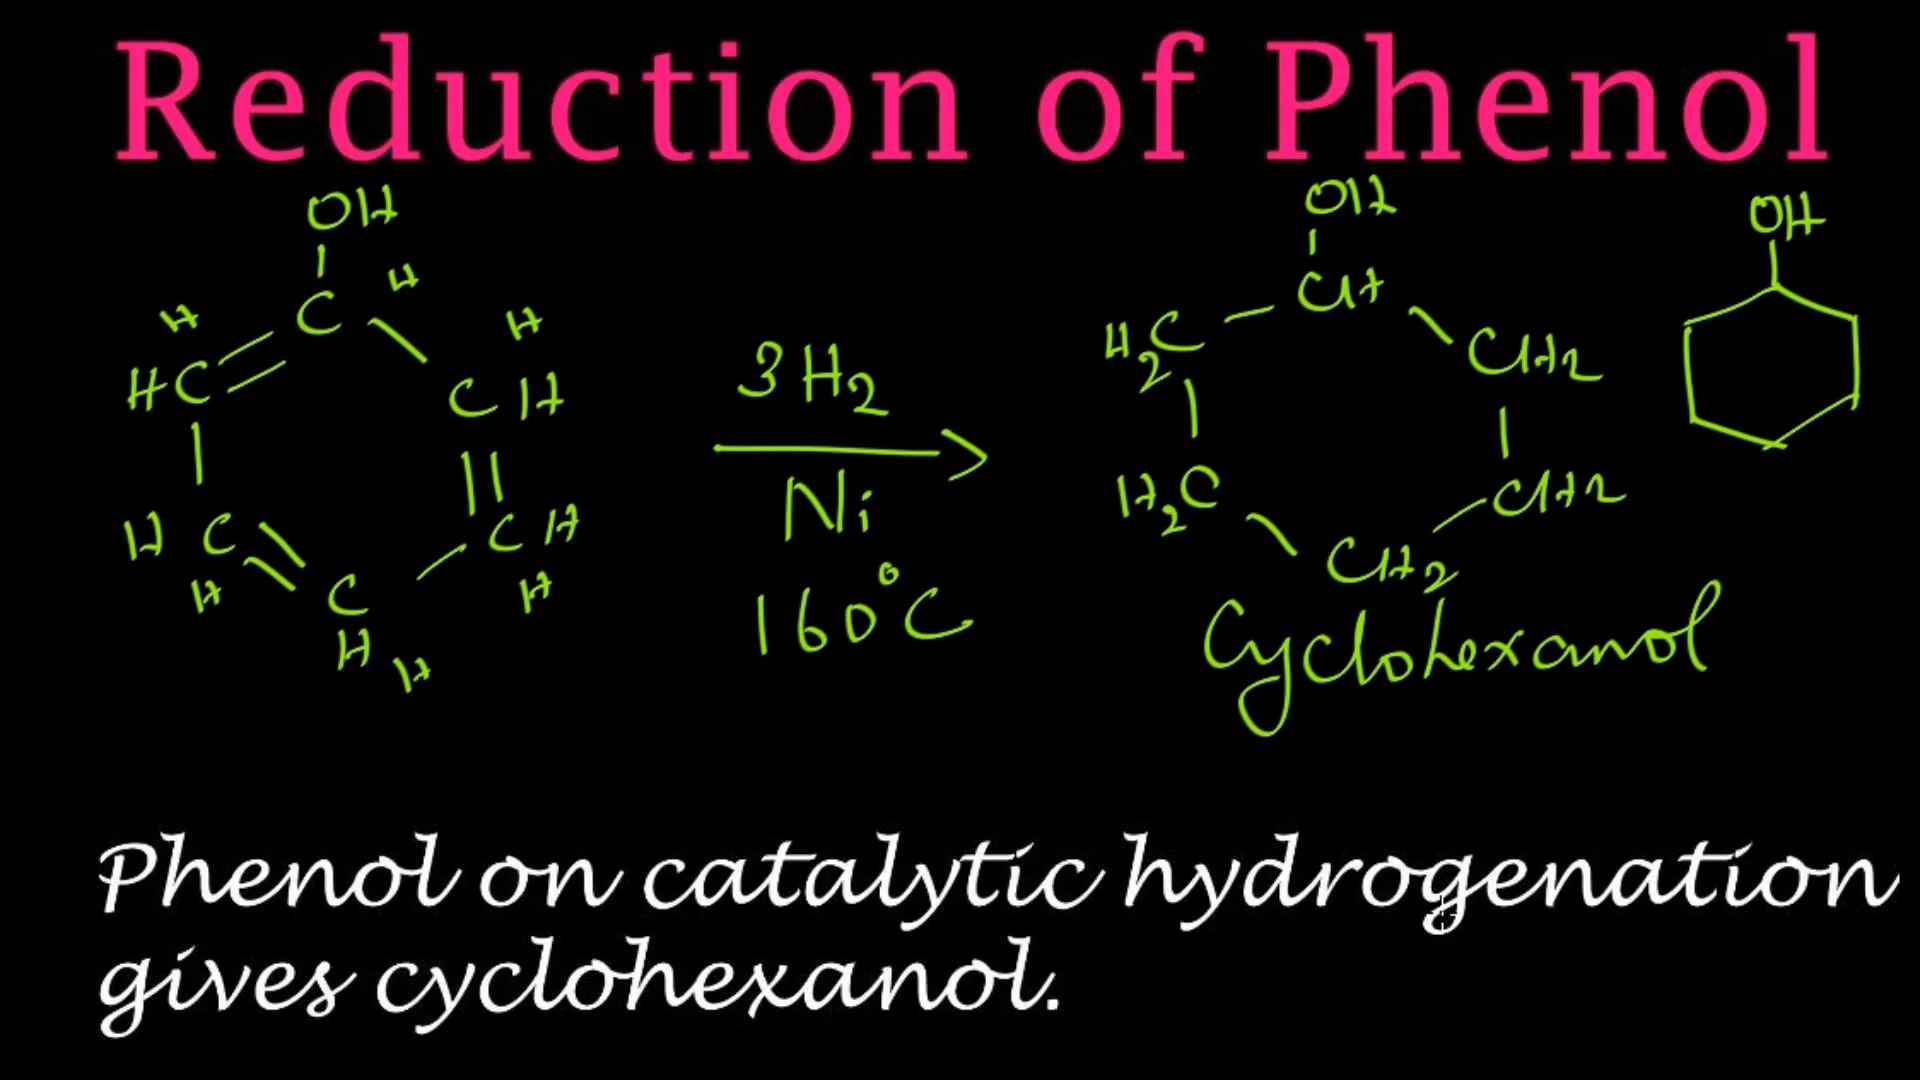 Reduction of Phenol
OH
C H
H H
HC CH
H C CH
H C H
H H
3H2
Ni
160°C
OH
CH
H2C CH2
H2C CH2
CH2
OH
Cyclohexanol
Phenol on catalytic hydrogenation
gives cyclohexanol.